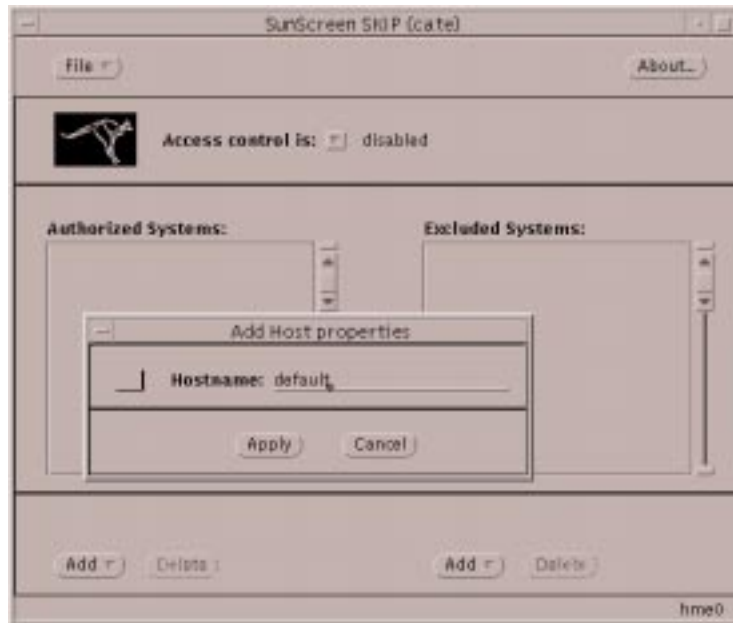 SunScreen SKIP (cate)
File
About...
Access control is: disabled
Authorized Systems:
Excluded Systems:
Add Host properties
Hostname: default
Apply
Cancel
Add
Delete
Add
Delete
hme0